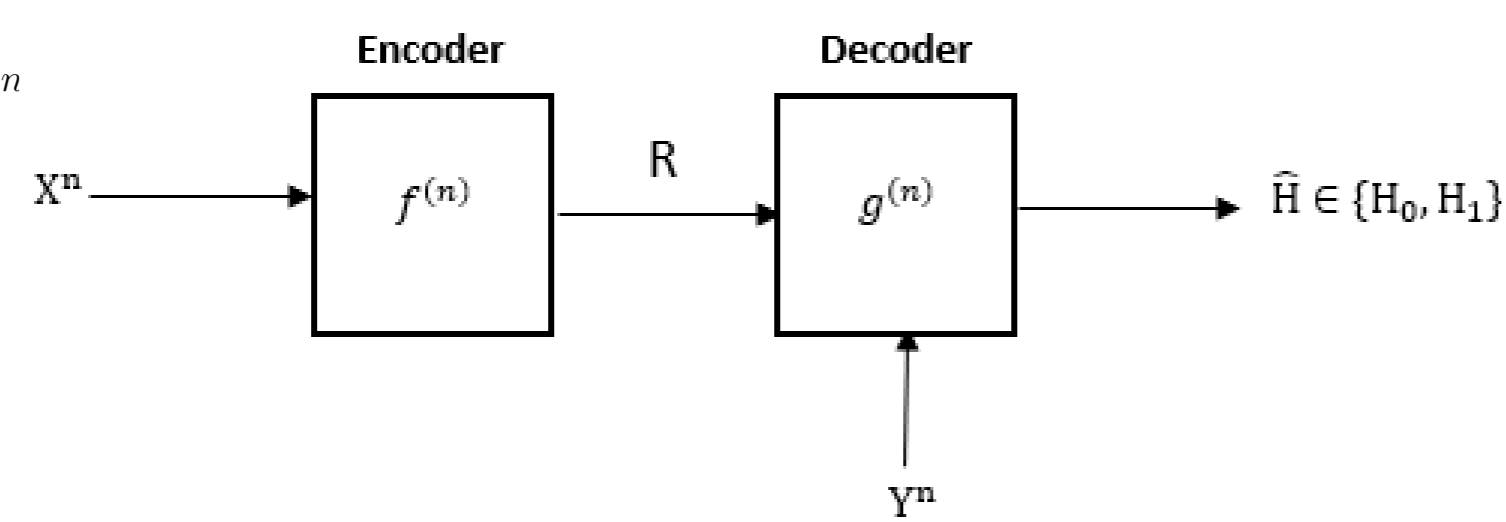 Encoder Decoder
n
R
Xⁿ f⁽ⁿ⁾ g⁽ⁿ⁾ Ĥ ∈ {H₀, H₁}
Yⁿ